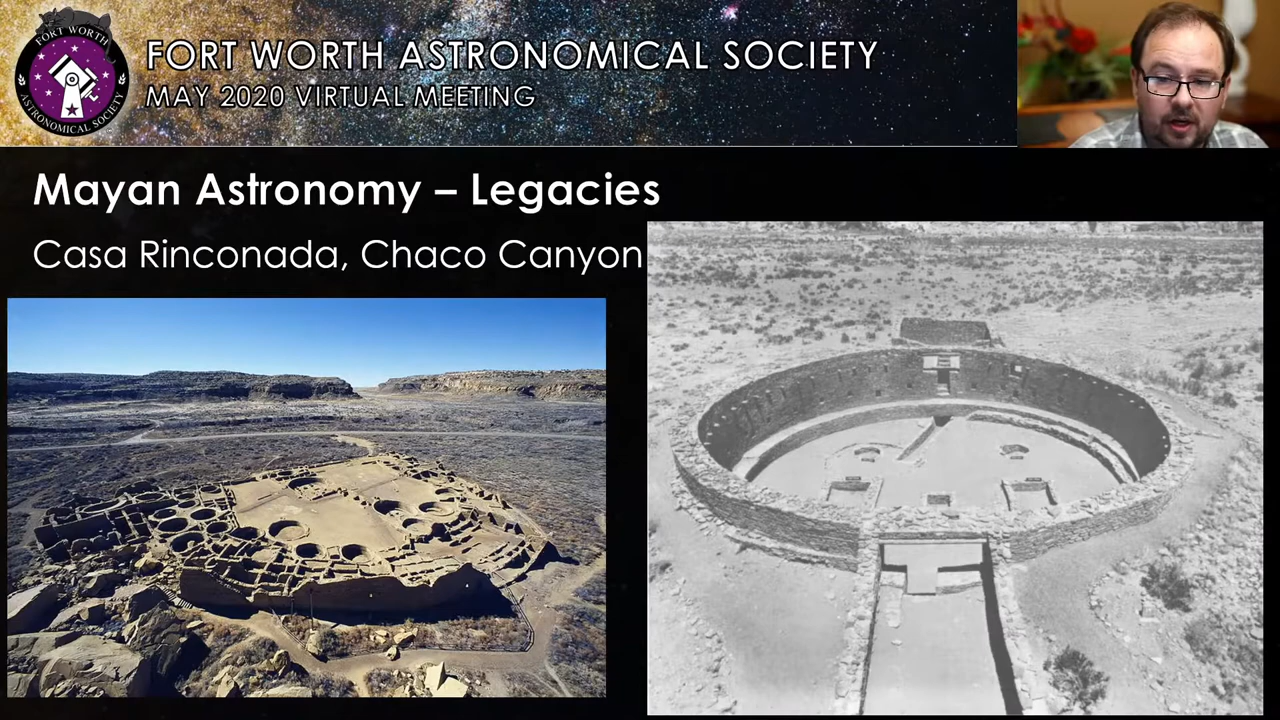 FORT WORTH
ASTRONOMICAL SOCIETY
FORT WORTH ASTRONOMICAL SOCIETY
MAY 2020 VIRTUAL MEETING
Mayan Astronomy – Legacies
Casa Rinconada, Chaco Canyon